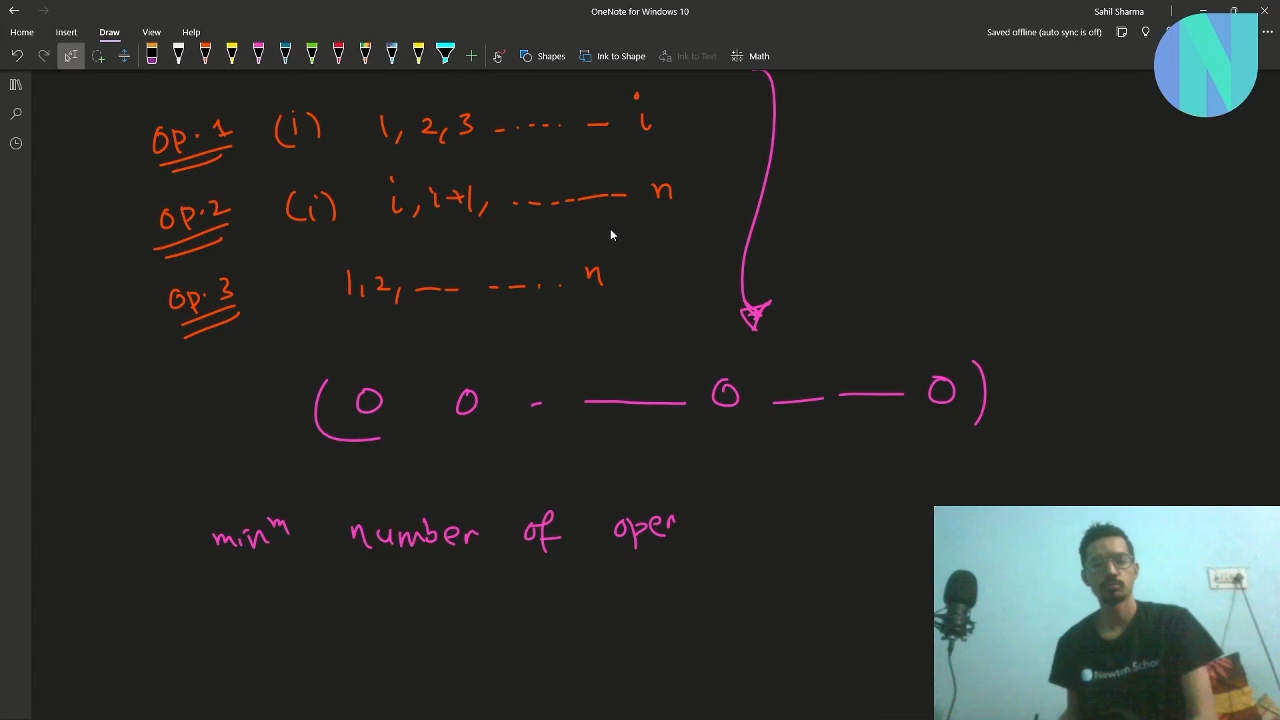 OneNote for Windows 10
Sahil Sharma
Home Insert Draw View Help
Saved offline (auto sync is off)
Shapes Ink to Shape Ink to Text Math
Op. 1 (i) 1, 2, 3 ------- i
Op. 2 (i) i, i+1, ------- n
Op. 3 1, 2, ------- n
(0 0 - — 0 — — 0)
minᵐ number of oper
Newton School